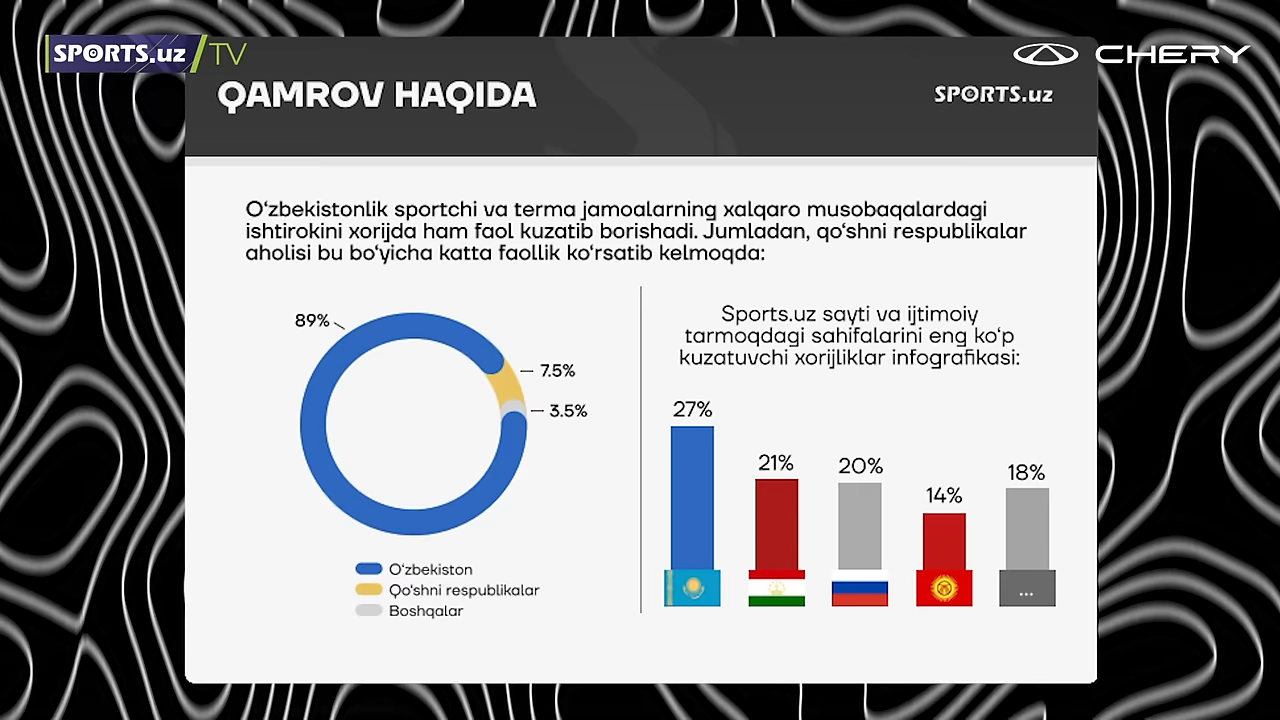 SPORTS.uz TV
CHERY
QAMROV HAQIDA
SPORTS.uz
O‘zbekistonlik sportchi va terma jamoalarning xalqaro musobaqalardagi
ishtirokini xorijda ham faol kuzatib borishadi. Jumladan, qo‘shni respublikalar
aholisi bu bo‘yicha katta faollik ko‘rsatib kelmoqda:
89%
7.5%
3.5%
O‘zbekiston
Qo‘shni respublikalar
Boshqalar
Sports.uz sayti va ijtimoiy
tarmoqdagi sahifalarini eng ko‘p
kuzatuvchi xorijliklar infografikasi:
27%
21%
20%
14%
18%
...